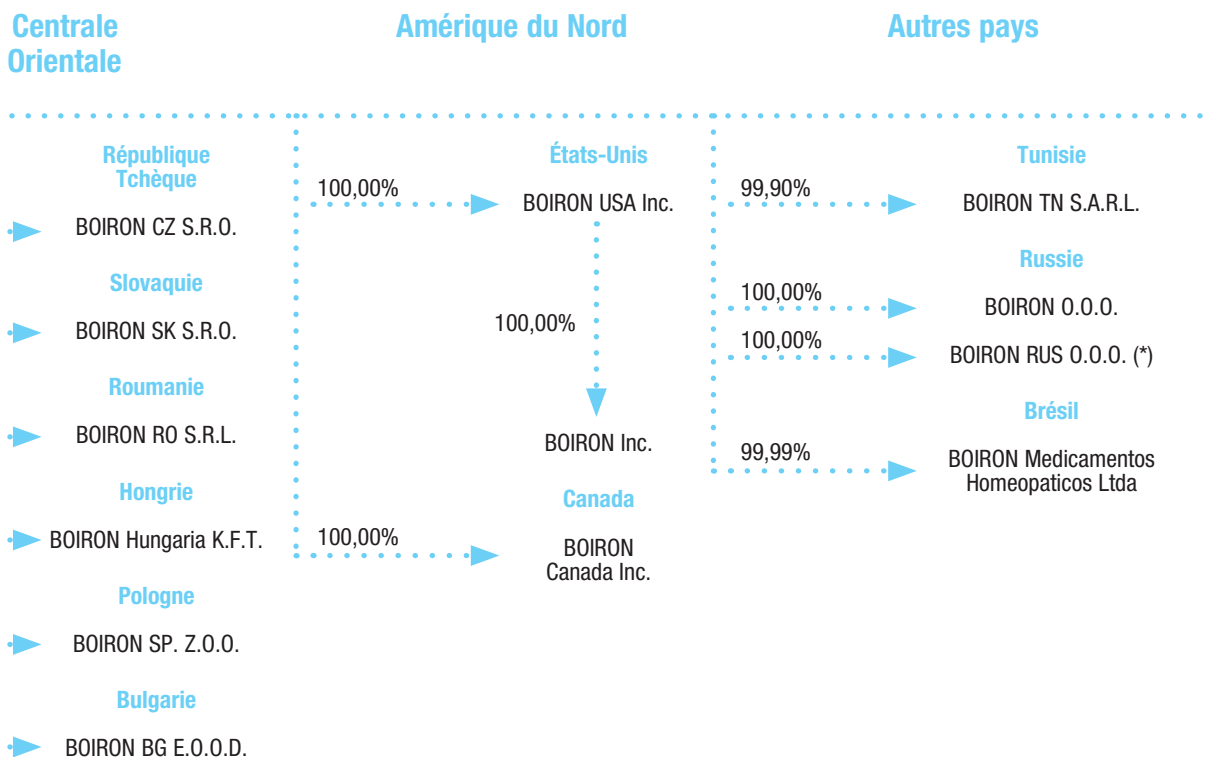 Centrale
Orientale
République
Tchèque
BOIRON CZ S.R.O.
Slovaquie
BOIRON SK S.R.O.
Roumanie
BOIRON RO S.R.L.
Hongrie
BOIRON Hungaria K.F.T.
Pologne
BOIRON SP. Z.O.O.
Bulgarie
BOIRON BG E.O.O.D.
Amérique du Nord
États-Unis
100,00%
BOIRON USA Inc.
100,00%
BOIRON Inc.
Canada
100,00%
BOIRON
Canada Inc.
Autres pays
Tunisie
99,90%
BOIRON TN S.A.R.L.
Russie
100,00%
BOIRON O.O.O.
100,00%
BOIRON RUS O.O.O. (*)
Brésil
99,99%
BOIRON Medicamentos
Homeopaticos Ltda